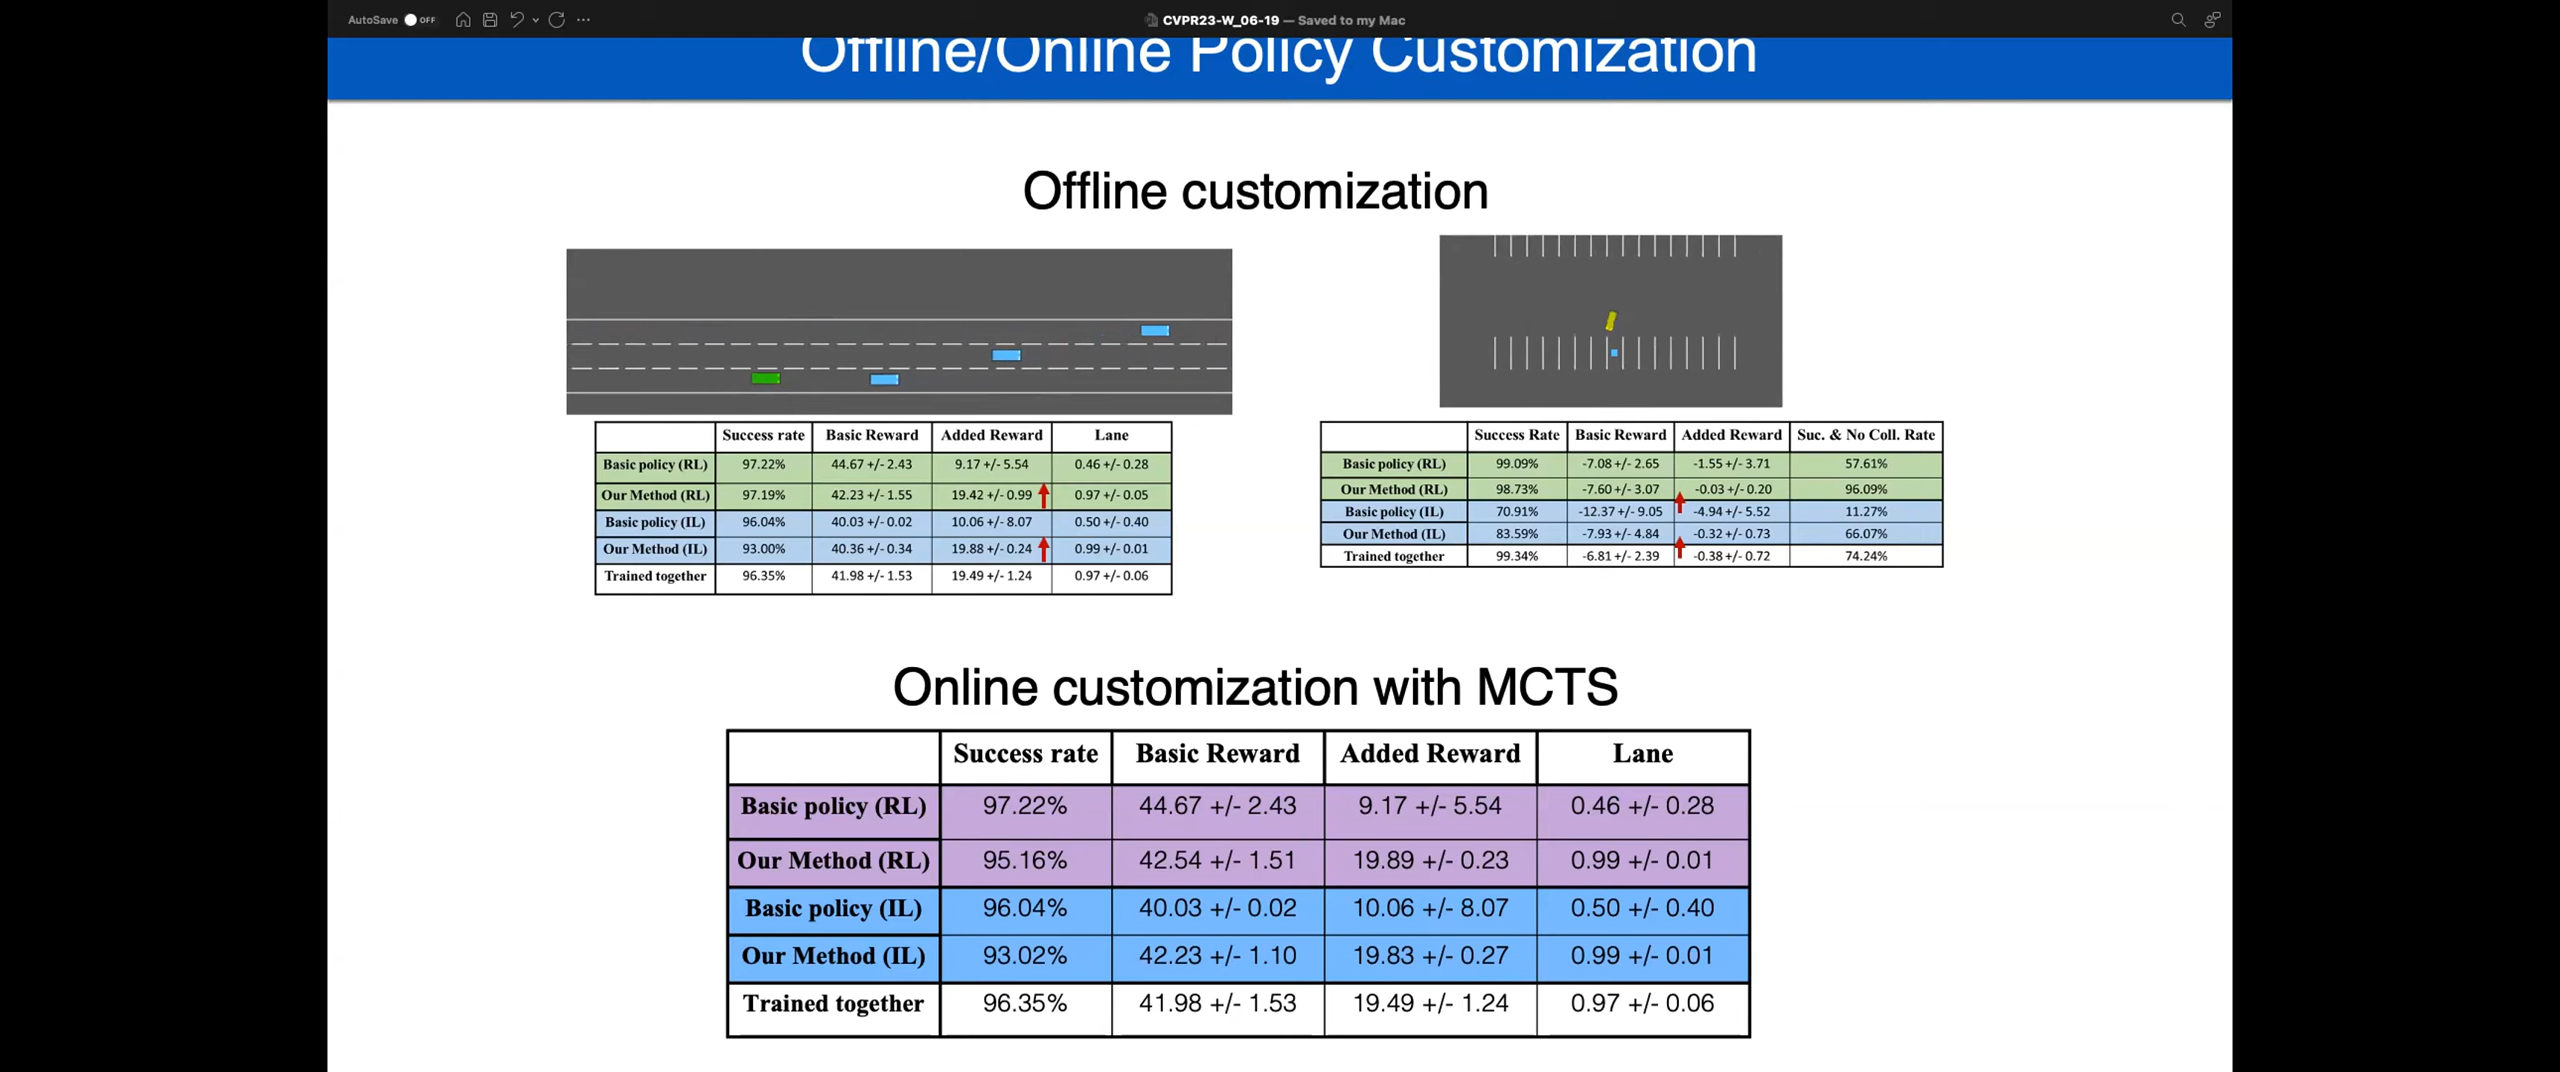 AutoSave OFF CVPR23-W_06-19 — Saved to my Mac
Offline/Online Policy Customization
Offline customization
Success rate Basic Reward Added Reward Lane
Basic policy (RL) 97.22% 44.67 +/- 2.43 9.17 +/- 5.54 0.46 +/- 0.28
Our Method (RL) 97.19% 42.23 +/- 1.55 19.42 +/- 0.99 0.97 +/- 0.05
Basic policy (IL) 96.04% 40.03 +/- 0.02 10.06 +/- 8.07 0.50 +/- 0.40
Our Method (IL) 93.00% 40.36 +/- 0.34 19.88 +/- 0.24 0.99 +/- 0.01
Trained together 96.35% 41.98 +/- 1.53 19.49 +/- 1.24 0.97 +/- 0.06
Success Rate Basic Reward Added Reward Suc. & No Coll. Rate
Basic policy (RL) 99.09% -7.08 +/- 2.65 -1.55 +/- 3.71 57.61%
Our Method (RL) 98.73% -7.60 +/- 3.07 -0.03 +/- 0.20 96.09%
Basic policy (IL) 70.91% -12.37 +/- 9.05 -4.94 +/- 5.52 11.27%
Our Method (IL) 83.59% -7.93 +/- 4.84 -0.32 +/- 0.73 66.07%
Trained together 99.34% -6.81 +/- 2.39 -0.38 +/- 0.72 74.24%
Online customization with MCTS
Success rate Basic Reward Added Reward Lane
Basic policy (RL) 97.22% 44.67 +/- 2.43 9.17 +/- 5.54 0.46 +/- 0.28
Our Method (RL) 95.16% 42.54 +/- 1.51 19.89 +/- 0.23 0.99 +/- 0.01
Basic policy (IL) 96.04% 40.03 +/- 0.02 10.06 +/- 8.07 0.50 +/- 0.40
Our Method (IL) 93.02% 42.23 +/- 1.10 19.83 +/- 0.27 0.99 +/- 0.01
Trained together 96.35% 41.98 +/- 1.53 19.49 +/- 1.24 0.97 +/- 0.06